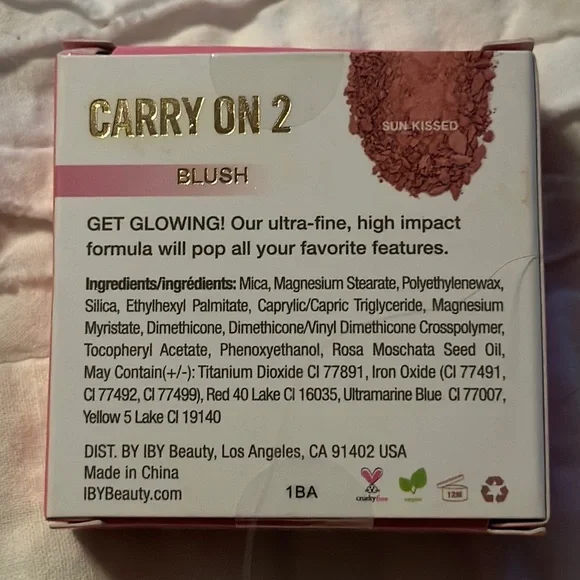 CARRY ON 2
SUN KISSED
BLUSH
GET GLOWING! Our ultra-fine, high impact
formula will pop all your favorite features.
Ingredients/ingrédients: Mica, Magnesium Stearate, Polyethylenewax,
Silica, Ethylhexyl Palmitate, Caprylic/Capric Triglyceride, Magnesium
Myristate, Dimethicone, Dimethicone/Vinyl Dimethicone Crosspolymer,
Tocopheryl Acetate, Phenoxyethanol, Rosa Moschata Seed Oil,
May Contain(+/-): Titanium Dioxide CI 77891, Iron Oxide (CI 77491,
CI 77492, CI 77499), Red 40 Lake CI 16035, Ultramarine Blue CI 77007,
Yellow 5 Lake CI 19140
DIST. BY IBY Beauty, Los Angeles, CA 91402 USA
Made in China
IBYBeauty.com
1BA
crueltyfree
vegan
12M